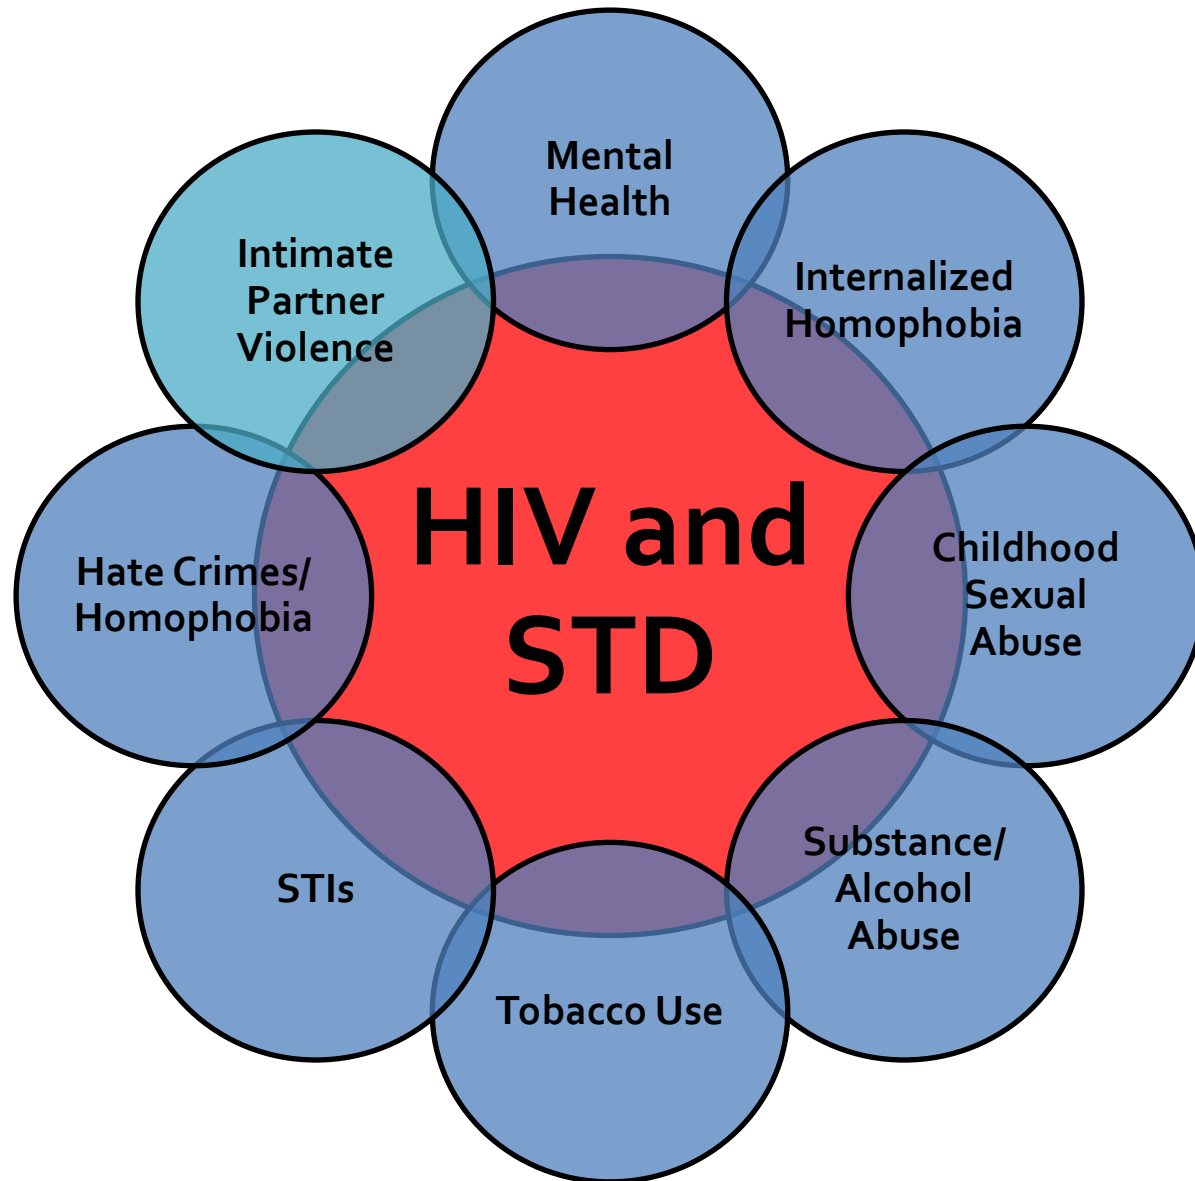 Mental
Health
Internalized
Homophobia
Childhood
Sexual
Abuse
Substance/
Alcohol
Abuse
Tobacco Use
STIs
Hate Crimes/
Homophobia
Intimate
Partner
Violence
HIV and
STD